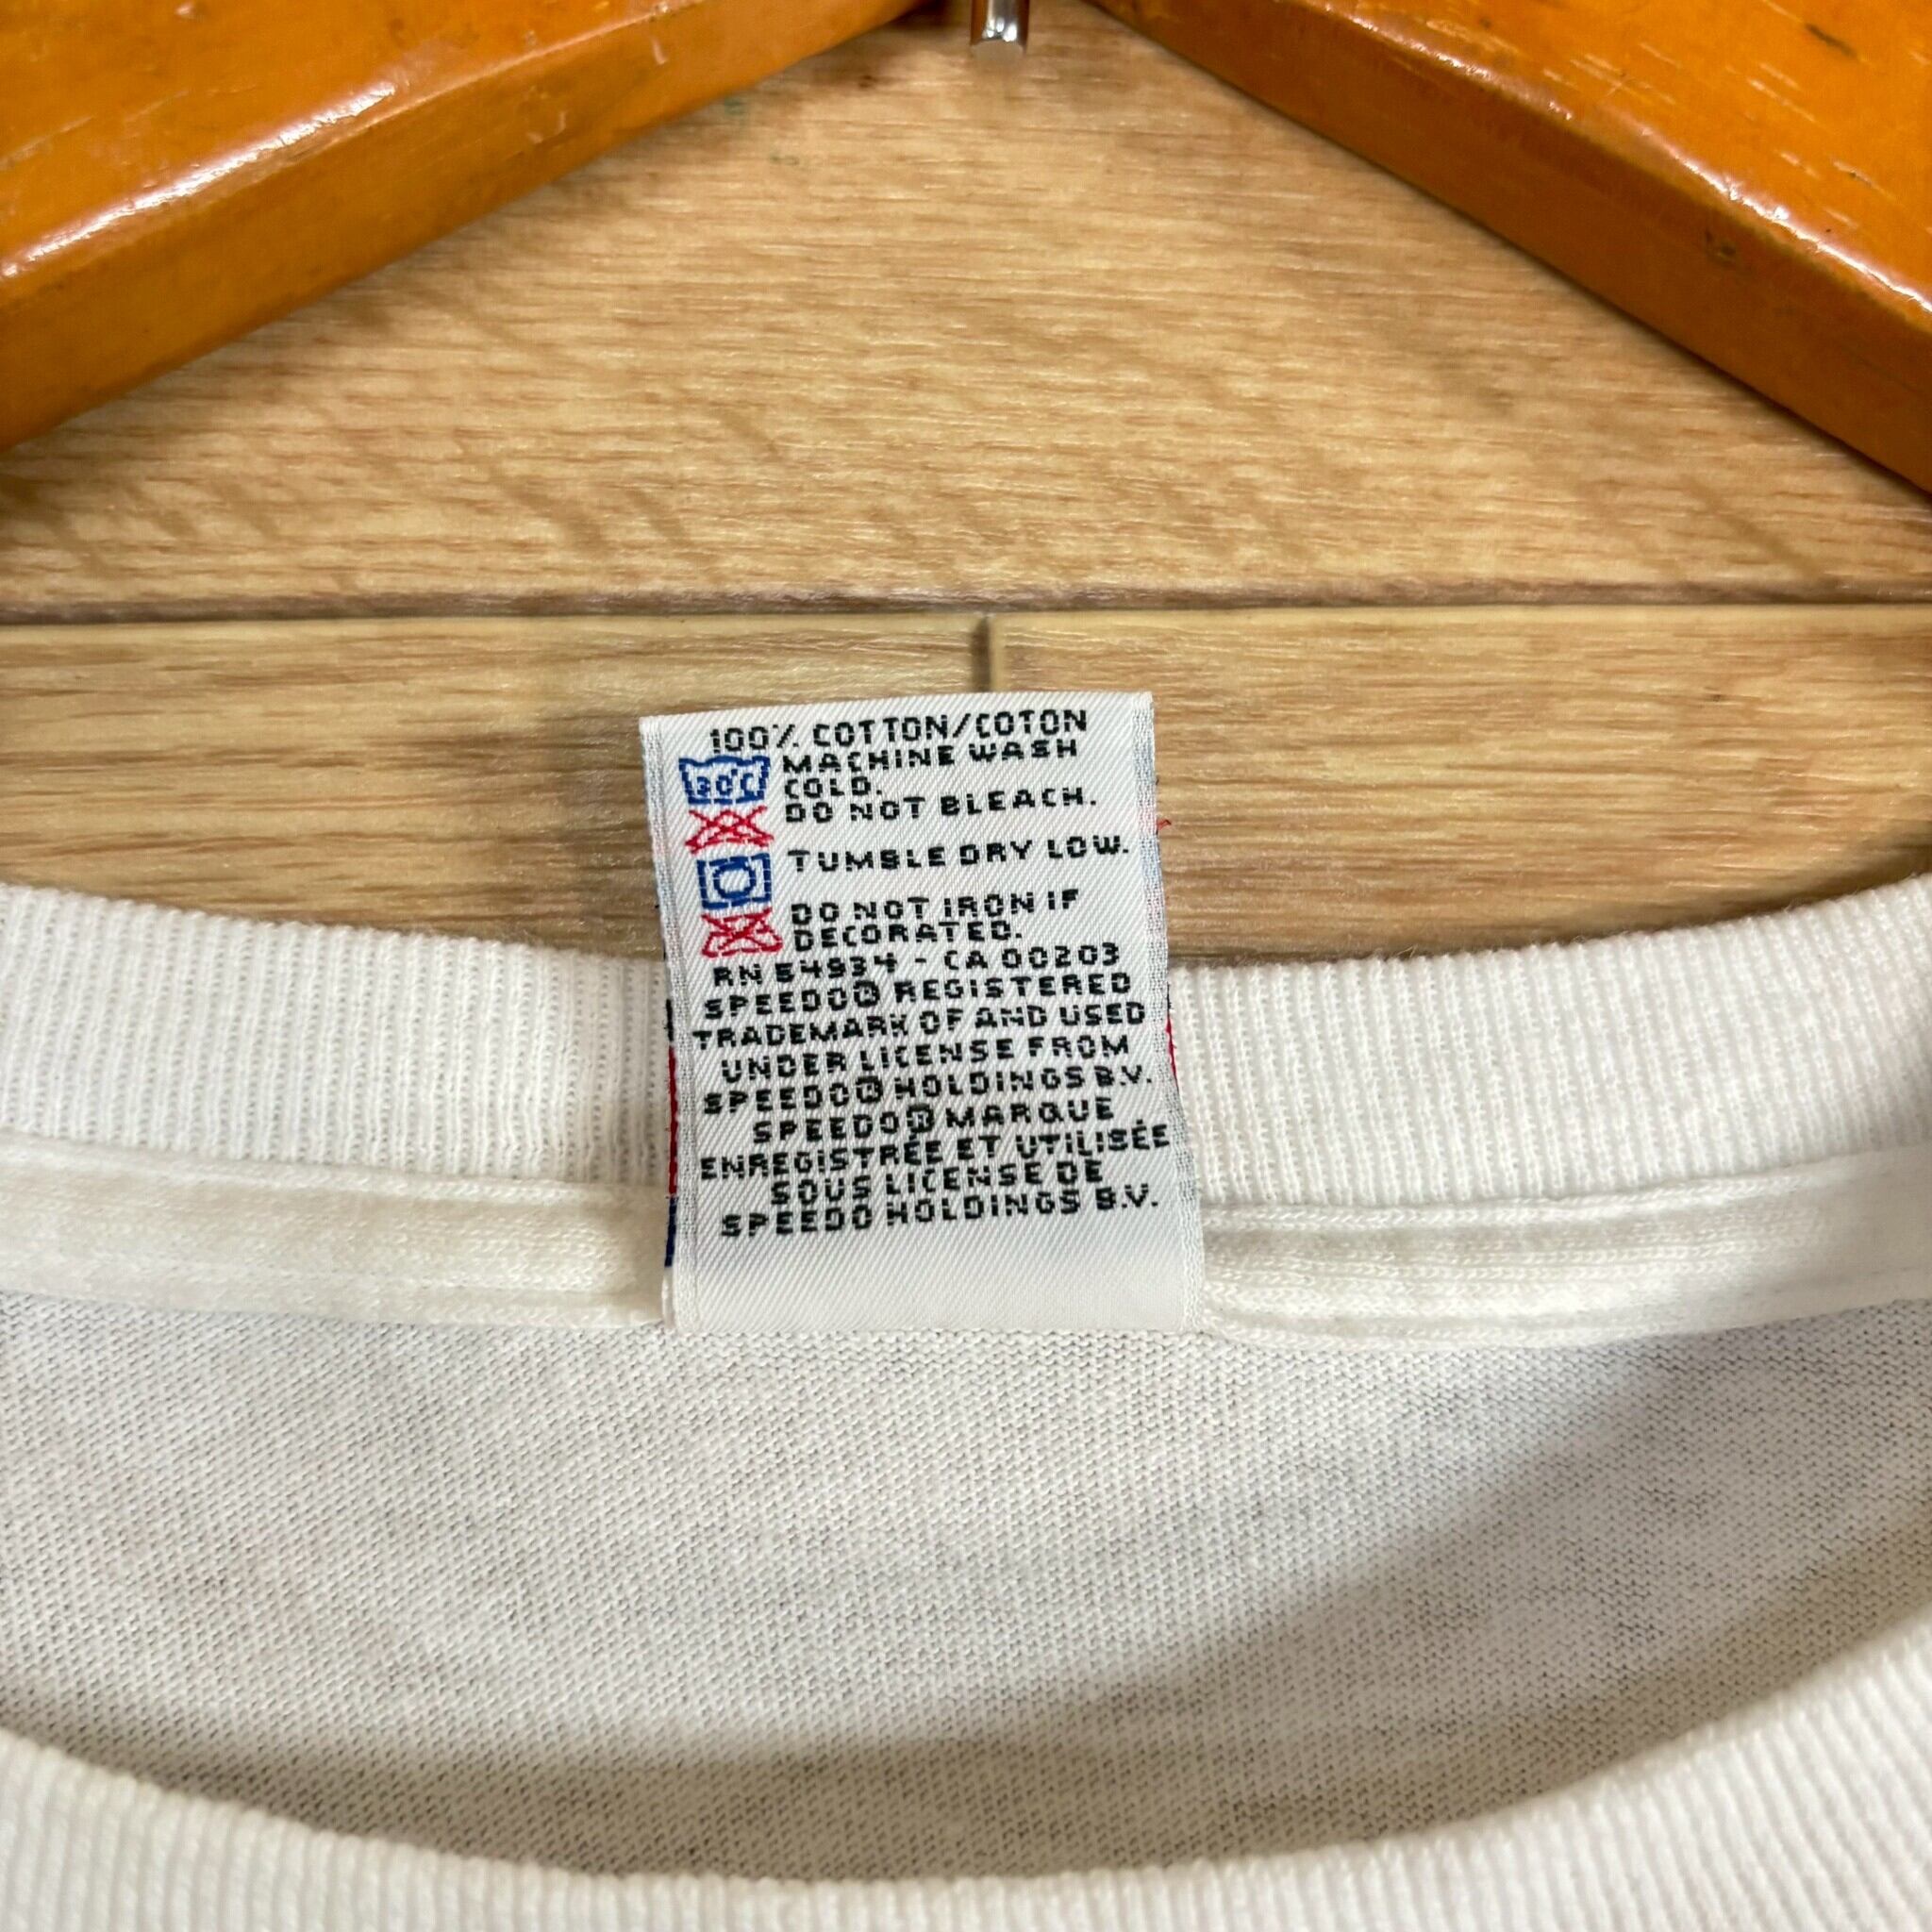 100% COTTON/COTON
30°C MACHINE WASH
COLD.
DO NOT BLEACH.
TUMBLE DRY LOW.
DO NOT IRON IF
DECORATED.
RN 54934 - CA 00203
SPEEDO® REGISTERED
TRADEMARK OF AND USED
UNDER LICENSE FROM
SPEEDO® HOLDINGS B.V.
SPEEDO® MARQUE
ENREGISTRÉE ET UTILISÉE
SOUS LICENSE DE
SPEEDO HOLDINGS B.V.